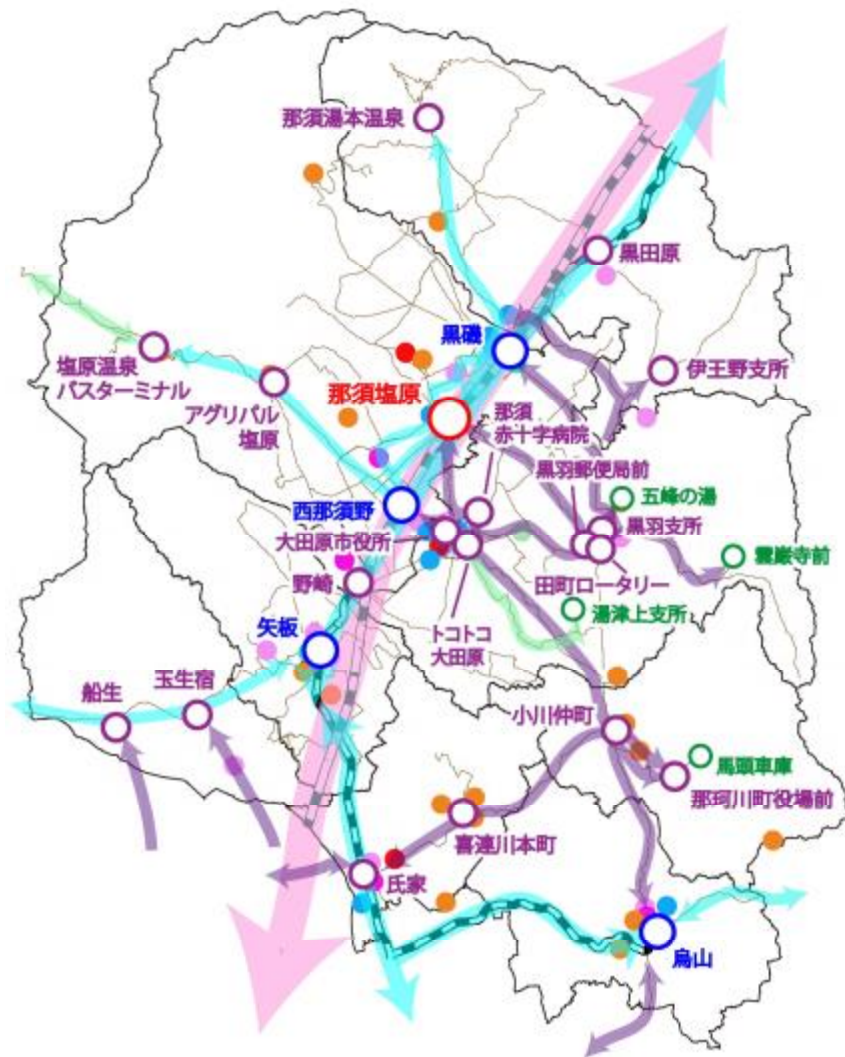 那須湯本温泉
黒田原
黒磯
塩原温泉
バスターミナル
アグリパル
塩原
那須塩原
伊王野支所
那須
赤十字病院
黒羽郵便局前
五峰の湯
西那須野
黒羽支所
大田原市役所
雲巌寺前
野崎
田町ロータリー
湯津上支所
矢板
トコトコ
大田原
船生
玉生宿
小川仲町
馬頭車庫
那珂川町役場前
喜連川本町
氏家
烏山